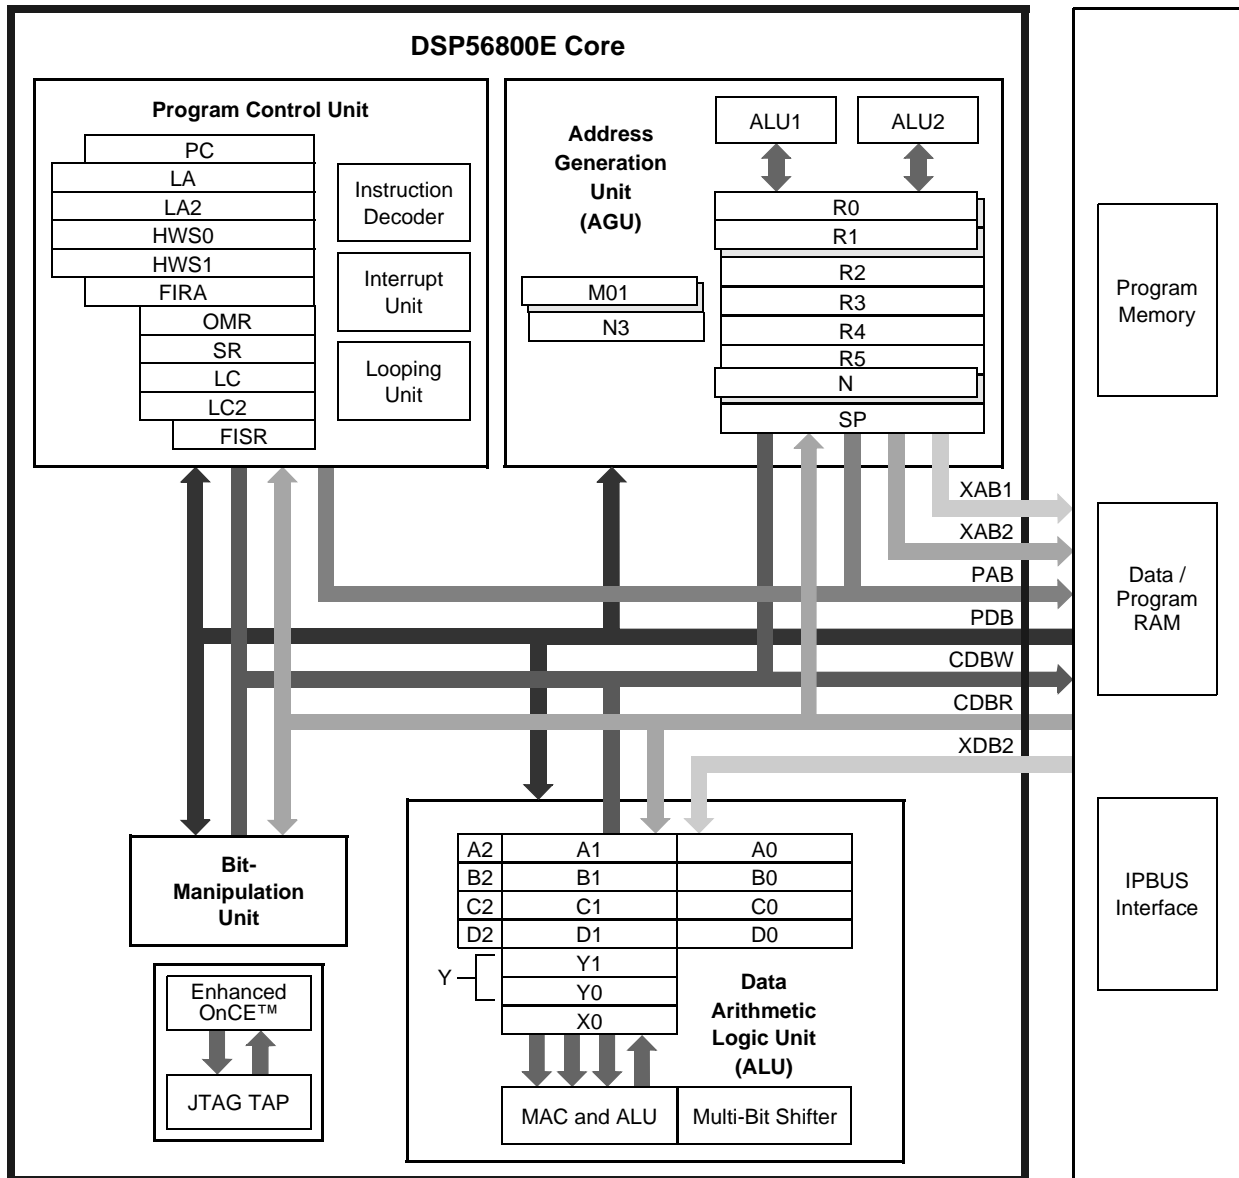 DSP56800E Core
Program Control Unit
PC
LA
LA2
HWS0
HWS1
FIRA
OMR
SR
LC
LC2
FISR
Instruction
Decoder
Interrupt
Unit
Looping
Unit
Address
Generation
Unit
(AGU)
ALU1
ALU2
R0
R1
R2
R3
R4
R5
N
SP
M01
N3
XAB1
XAB2
PAB
PDB
CDBW
CDBR
XDB2
Program
Memory
Data /
Program
RAM
IPBUS
Interface
Bit-
Manipulation
Unit
Enhanced
OnCE™
JTAG TAP
A2 A1 A0
B2 B1 B0
C2 C1 C0
D2 D1 D0
Y
Y1
Y0
X0
Data
Arithmetic
Logic Unit
(ALU)
MAC and ALU
Multi-Bit Shifter